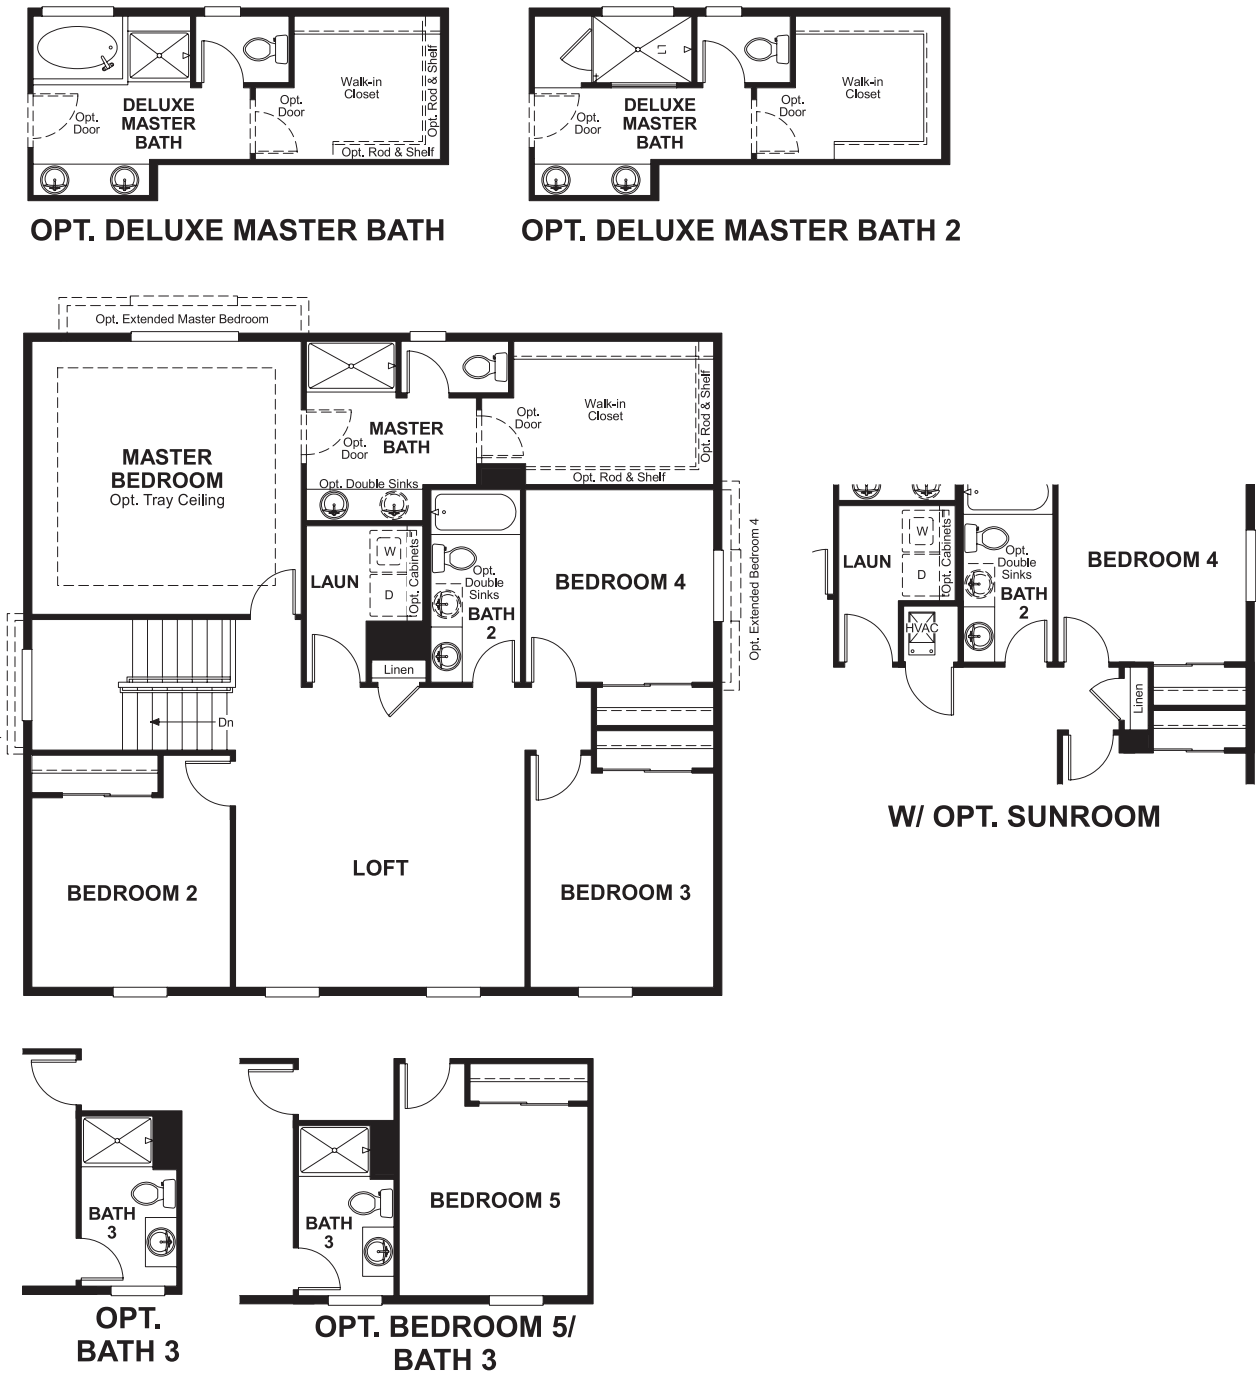 Opt.
Door
DELUXE
MASTER
BATH
Opt.
Door
Walk-in
Closet
Opt. Rod & Shelf
Opt. Rod & Shelf
OPT. DELUXE MASTER BATH
L1
Opt.
Door
DELUXE
MASTER
BATH
Opt.
Door
Walk-in
Closet
OPT. DELUXE MASTER BATH 2
Opt. Extended Master Bedroom
MASTER
BEDROOM
Opt. Tray Ceiling
Opt.
Door
MASTER
BATH
Opt. Double Sinks
Opt.
Door
Walk-in
Closet
Opt. Rod & Shelf
Opt. Rod & Shelf
LAUN
W
D
Opt. Cabinets
Opt.
Double
Sinks
BATH
2
BEDROOM 4
Opt. Extended Bedroom 4
Linen
Dn
BEDROOM 2
LOFT
BEDROOM 3
LAUN
W
D
Opt. Cabinets
HVAC
Opt.
Double
Sinks
BATH
2
BEDROOM 4
Linen
W/ OPT. SUNROOM
BATH
3
OPT.
BATH 3
BATH
3
BEDROOM 5
OPT. BEDROOM 5/
BATH 3